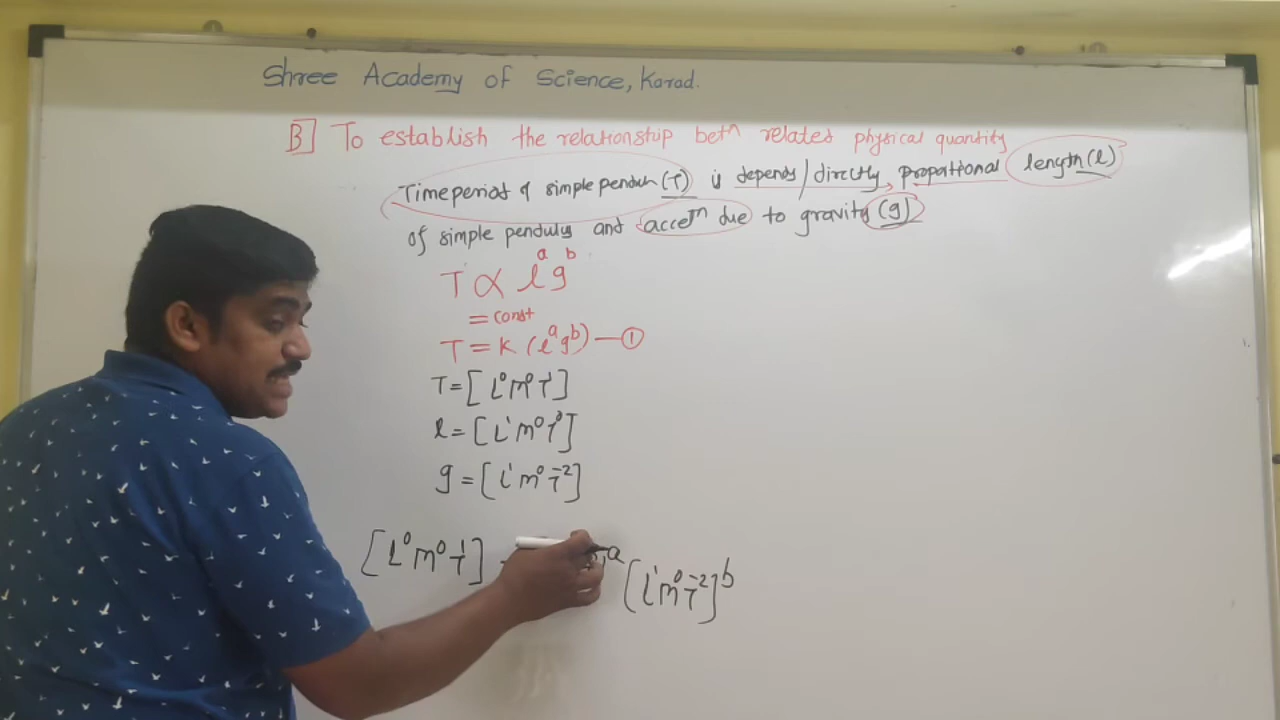 Shree Academy of Science, Karad.
B] To establish the relationship betn related physical quantity
Time period of simple pendulm (T) is depends/directly proportional length (l)
of simple pendulus and accen due to gravity (g)
T ∝ l^a g^b
= const
T = K (l^a g^b) — ①
T = [L⁰M⁰T¹]
l = [L¹M⁰T⁰]
g = [L¹M⁰T⁻²]
[L⁰M⁰T¹] a [L¹M⁰T⁻²]^b